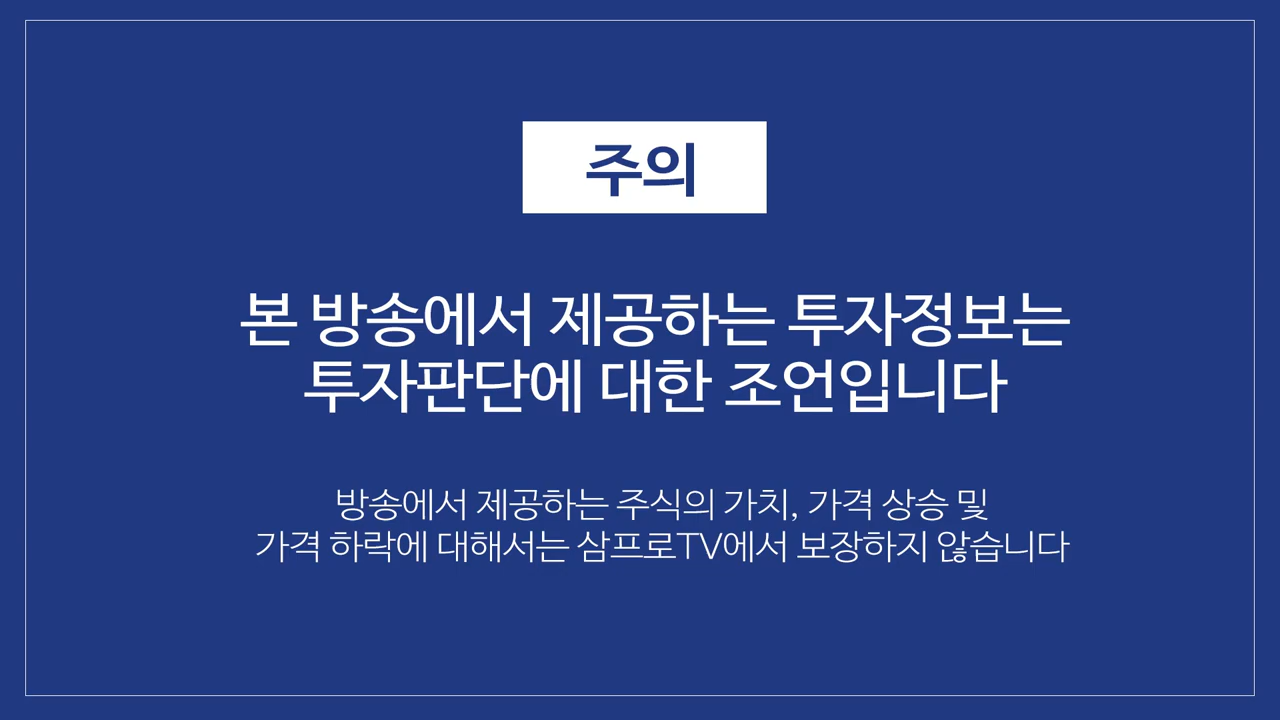 주의
본 방송에서 제공하는 투자정보는
투자판단에 대한 조언입니다
방송에서 제공하는 주식의 가치, 가격 상승 및
가격 하락에 대해서는 삼프로TV에서 보장하지 않습니다